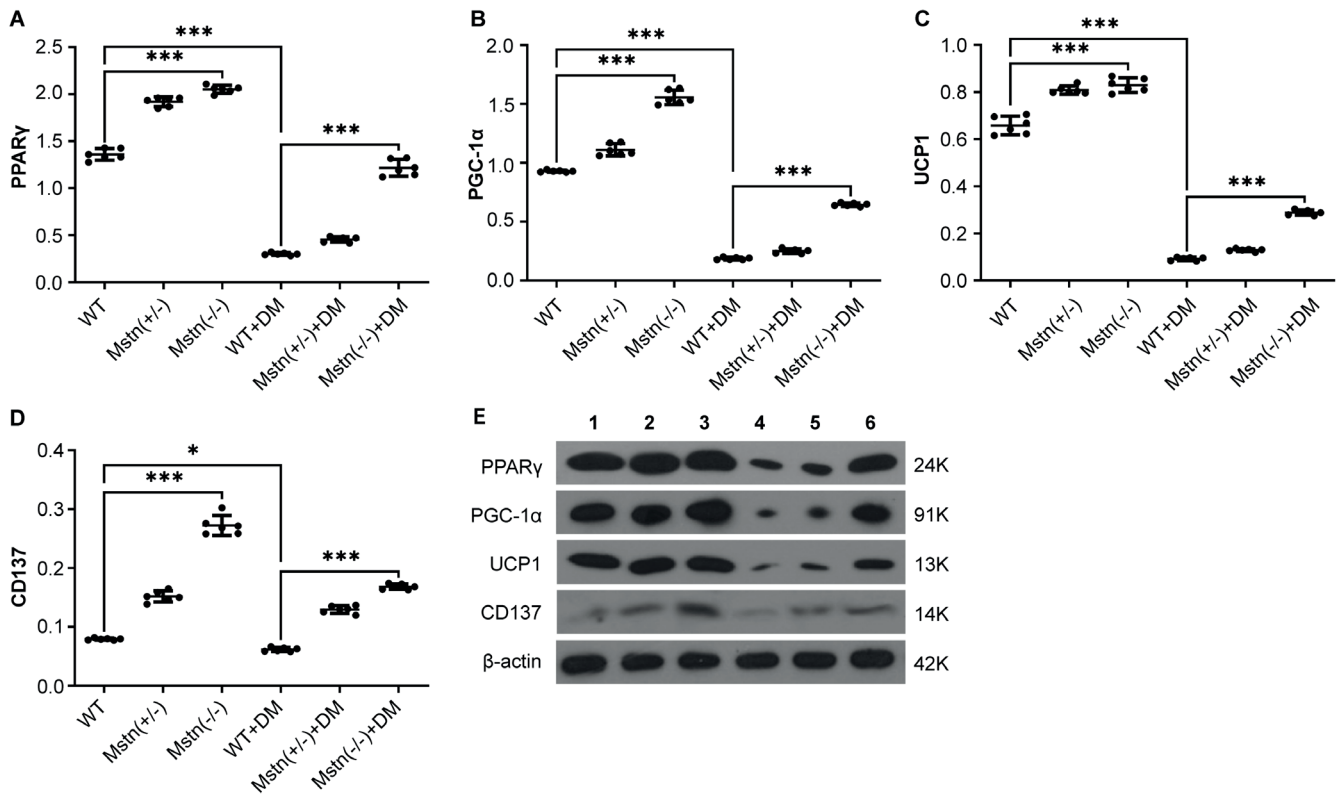 A
***
***
***
2.5
2.0
1.5
1.0
0.5
0.0
PPARγ
WT
Mstn(+/-)
Mstn(-/-)
WT+DM
Mstn(+/-)+DM
Mstn(-/-)+DM
B
***
***
***
2.0
1.5
1.0
0.5
0.0
PGC-1α
WT
Mstn(+/-)
Mstn(-/-)
WT+DM
Mstn(+/-)+DM
Mstn(-/-)+DM
C
***
***
***
1.0
0.8
0.6
0.4
0.2
0.0
UCP1
WT
Mstn(+/-)
Mstn(-/-)
WT+DM
Mstn(+/-)+DM
Mstn(-/-)+DM
D
*
***
***
0.4
0.3
0.2
0.1
0.0
CD137
WT
Mstn(+/-)
Mstn(-/-)
WT+DM
Mstn(+/-)+DM
Mstn(-/-)+DM
E
1 2 3 4 5 6
PPARγ 24K
PGC-1α 91K
UCP1 13K
CD137 14K
β-actin 42K